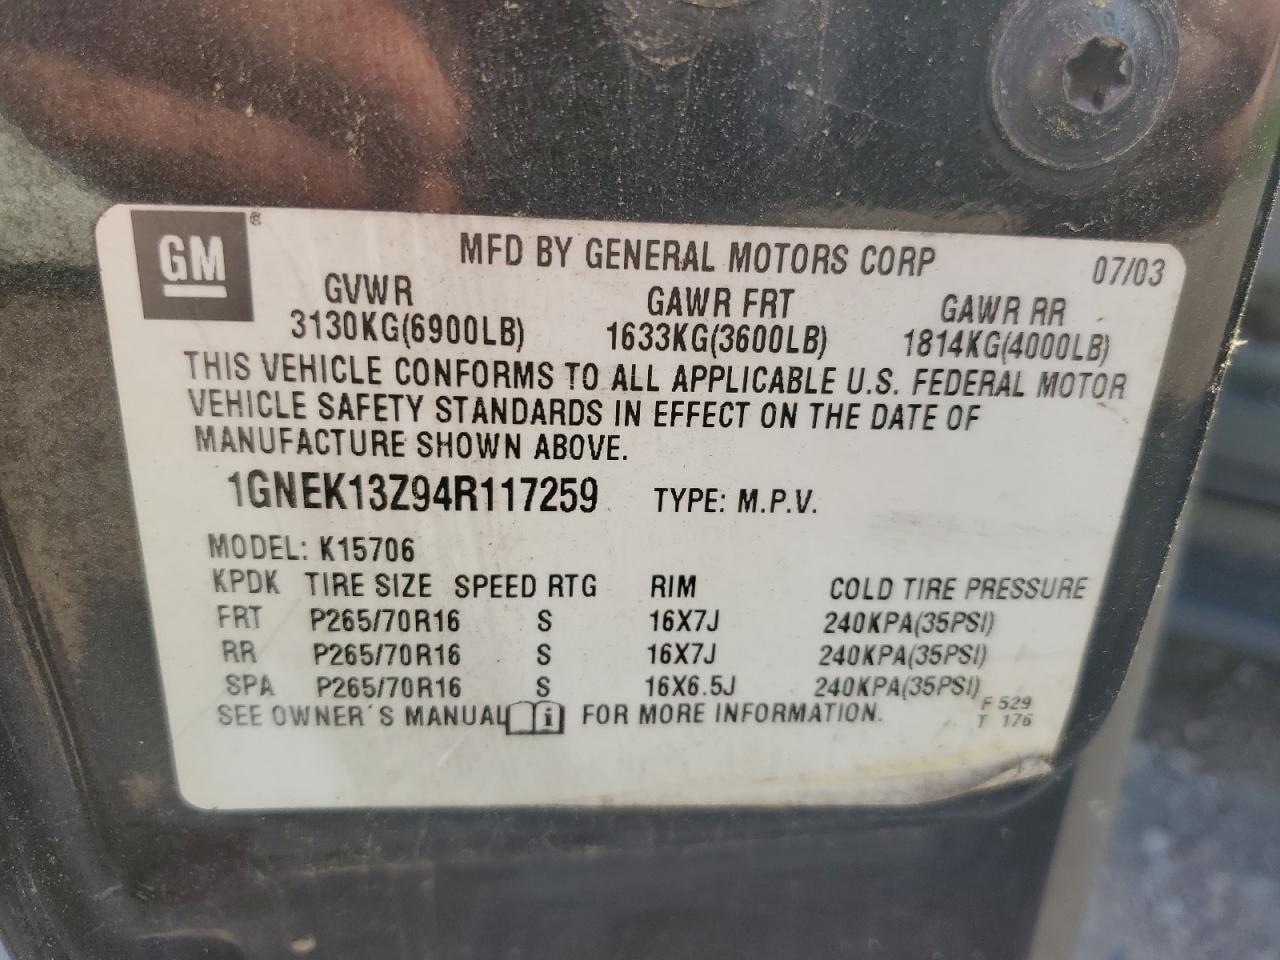 GM ®
MFD BY GENERAL MOTORS CORP 07/03
GVWR GAWR FRT GAWR RR
3130KG(6900LB) 1633KG(3600LB) 1814KG(4000LB)
THIS VEHICLE CONFORMS TO ALL APPLICABLE U.S. FEDERAL MOTOR
VEHICLE SAFETY STANDARDS IN EFFECT ON THE DATE OF
MANUFACTURE SHOWN ABOVE.
1GNEK13Z94R117259 TYPE: M.P.V.
MODEL: K15706
KPDK TIRE SIZE SPEED RTG RIM COLD TIRE PRESSURE
FRT P265/70R16 S 16X7J 240KPA(35PSI)
RR P265/70R16 S 16X7J 240KPA(35PSI)
SPA P265/70R16 S 16X6.5J 240KPA(35PSI)
SEE OWNER'S MANUAL i FOR MORE INFORMATION.
F 529
T 176